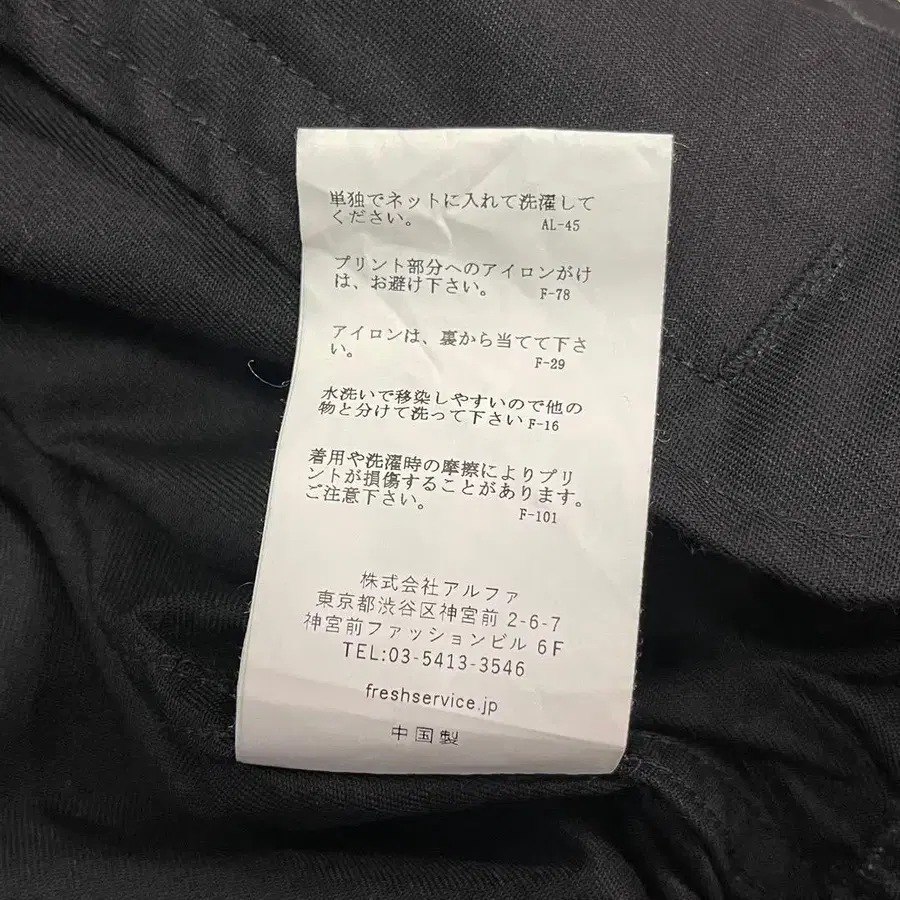 単独でネットに入れて洗濯して
ください。 AL-45
プリント部分へのアイロンがけ
は、お避け下さい。 F-78
アイロンは、裏から当てて下さ
い。 F-29
水洗いで移染しやすいので他の
物と分けて洗って下さい F-16
着用や洗濯時の摩擦によりプリ
ントが損傷することがあります。
ご注意下さい。 F-101
株式会社アルファ
東京都渋谷区神宮前 2-6-7
神宮前ファッションビル 6F
TEL:03-5413-3546
freshservice.jp
中国製